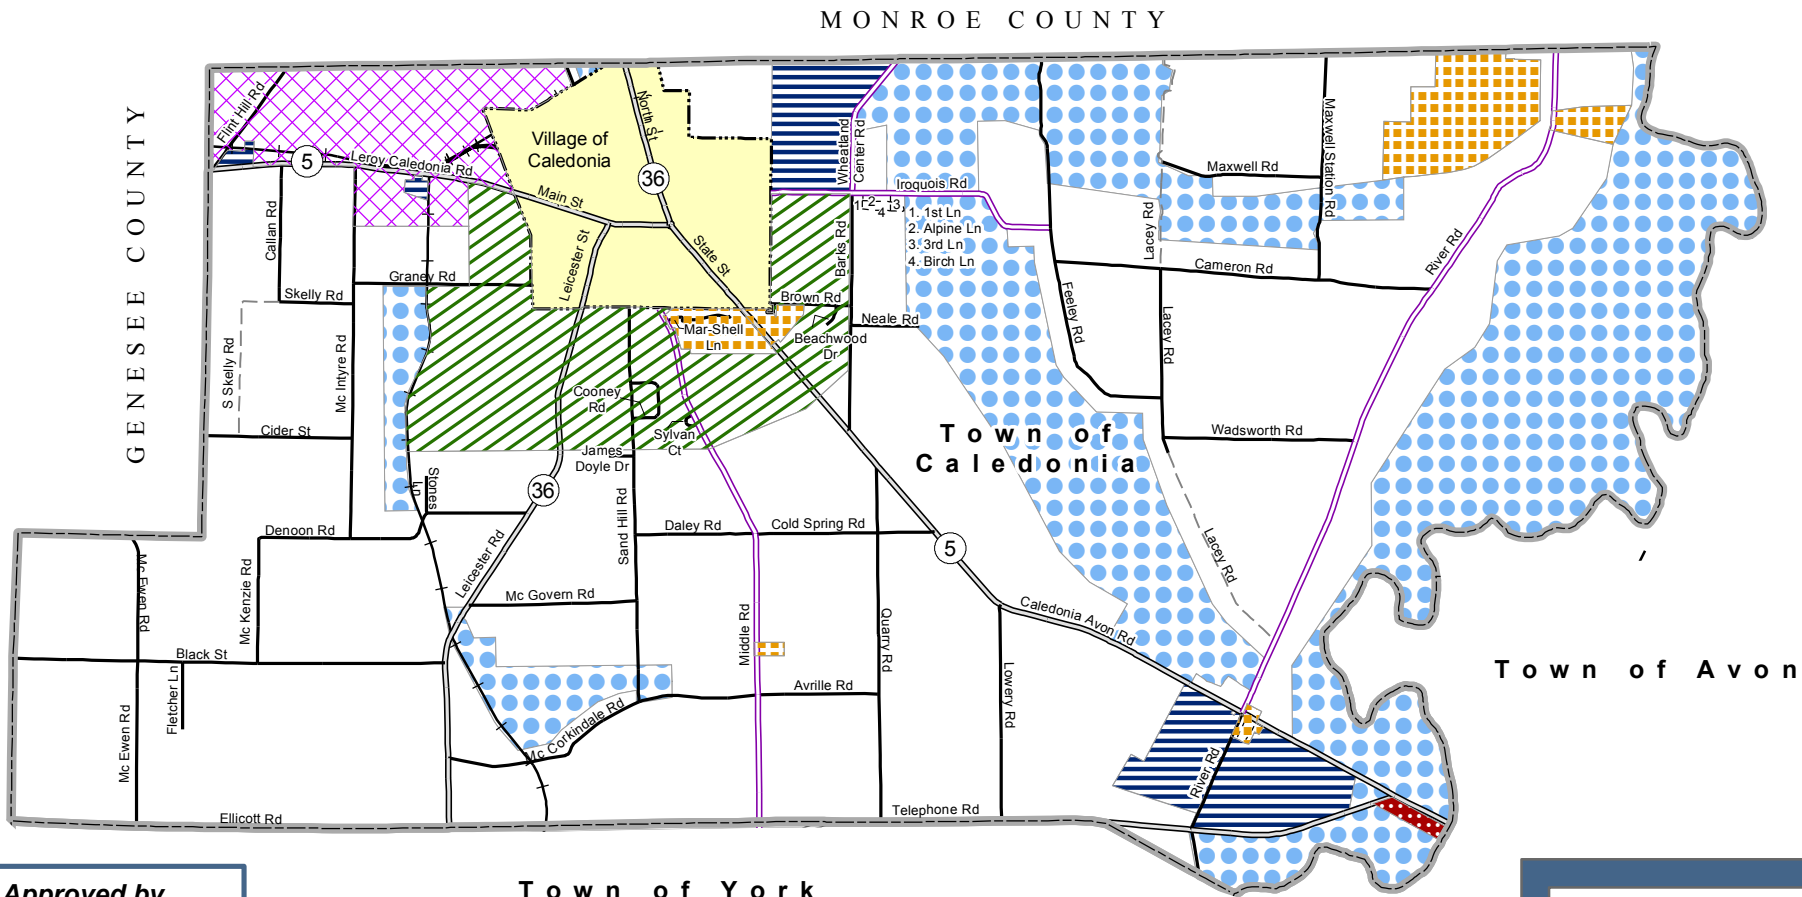 MONROE COUNTY
GENESEE COUNTY
Flint Hill Rd
5
Leroy Caledonia Rd
Village of
Caledonia
North St
36
Main St
State St
Leicester St
Wheatland
Center Rd
Iroquois Rd
1. 1st Ln
2. Alpine Ln
3. 3rd Ln
4. Birch Ln
Barks Rd
Maxwell Rd
Maxwell Station Rd
Lacey Rd
Cameron Rd
River Rd
Callan Rd
Graney Rd
Skelly Rd
S Skelly Rd
Mc Intyre Rd
Cider St
Brown Rd
Neale Rd
Mar-Shell
Ln
Beachwood
Dr
Feeley Rd
Lacey Rd
Cooney
Rd
Sylvan
Ct
James
Doyle Dr
Town of
Caledonia
Wadsworth Rd
Stones
Ln
36
Sand Hill Rd
Denoon Rd
Leicester Rd
Daley Rd
Cold Spring Rd
5
Lacey Rd
Mc Ewen Rd
Mc Kenzie Rd
Mc Govern Rd
Middle Rd
Quarry Rd
Caledonia Avon Rd
Black St
Fletcher Ln
Avrille Rd
Lowery Rd
Town of Avon
Mc Ewen Rd
Mc Corkindale Rd
River Rd
Ellicott Rd
Telephone Rd
Approved by
Town of York